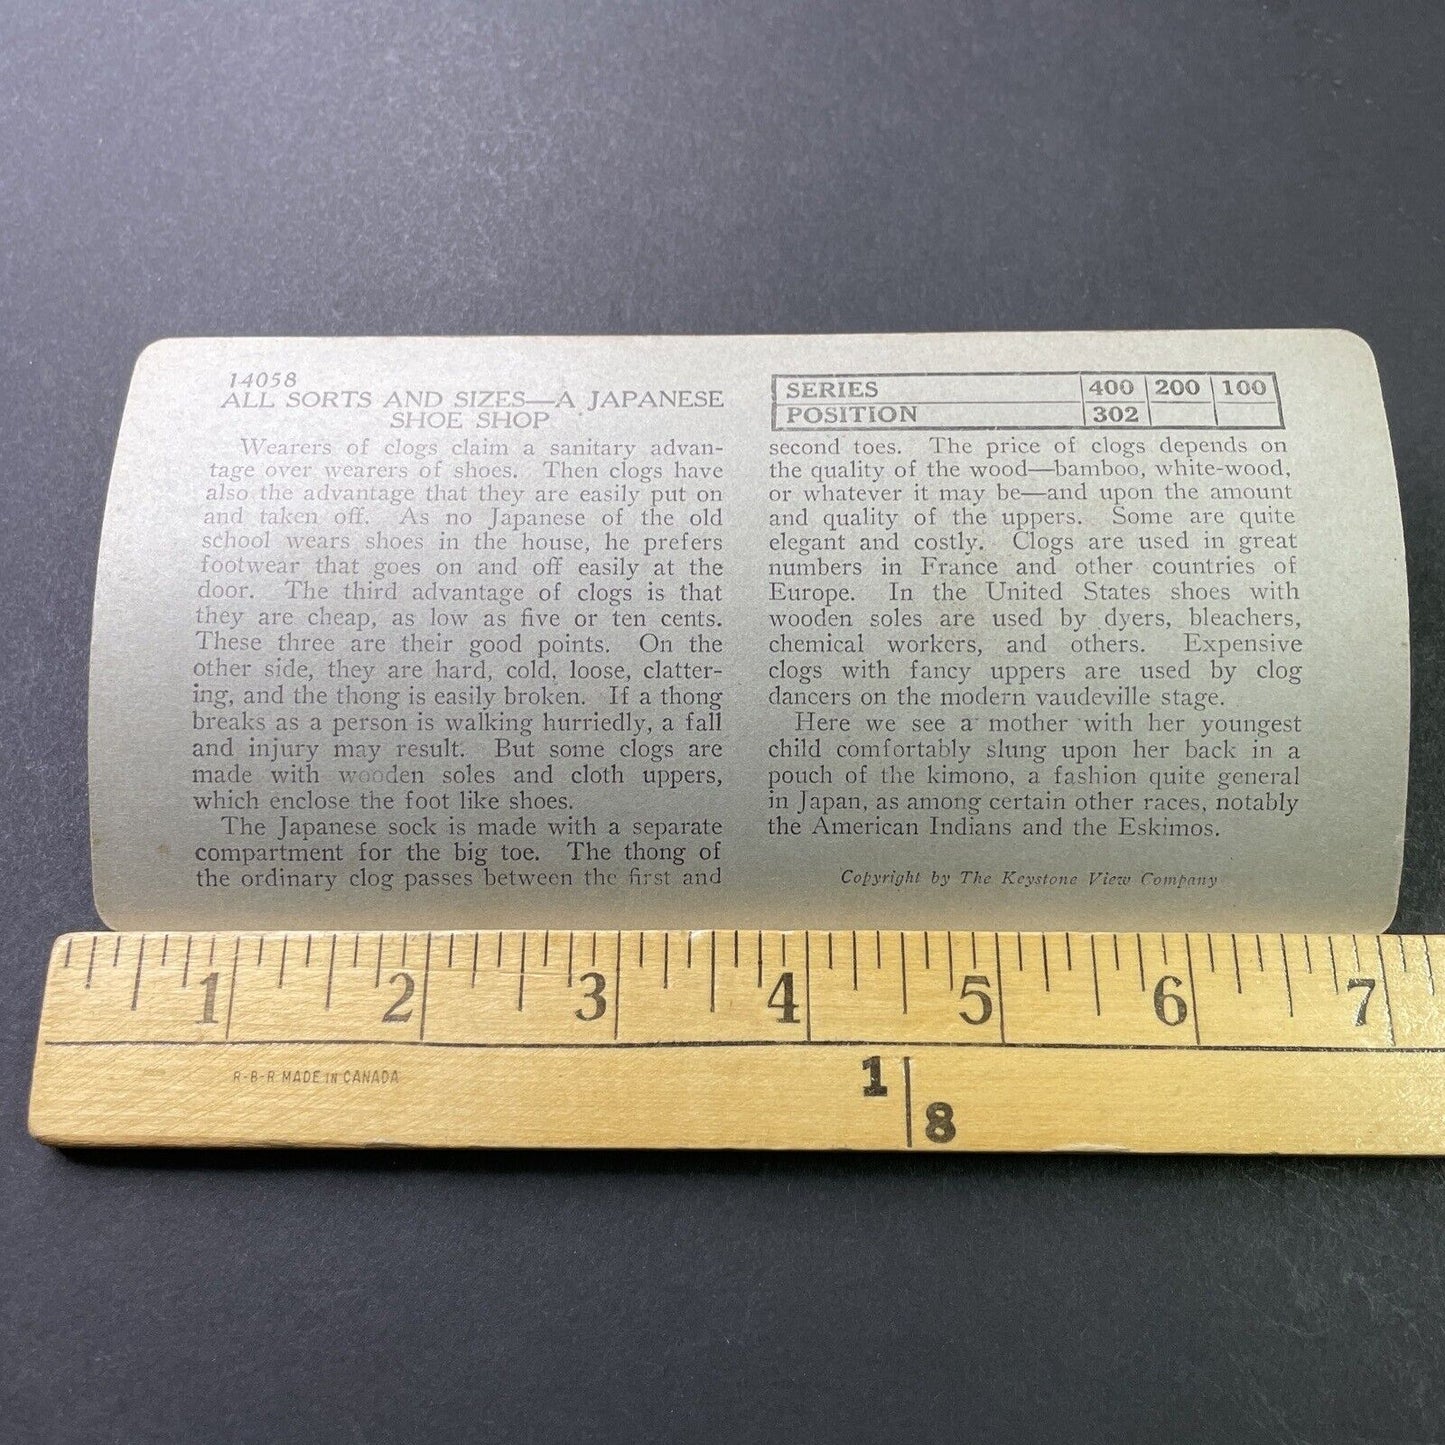 14058
ALL SORTS AND SIZES—A JAPANESE
SHOE SHOP
Wearers of clogs claim a sanitary advan-
tage over wearers of shoes. Then clogs have
also the advantage that they are easily put on
and taken off. As no Japanese of the old
school wears shoes in the house, he prefers
footwear that goes on and off easily at the
door. The third advantage of clogs is that
they are cheap, as low as five or ten cents.
These three are their good points. On the
other side, they are hard, cold, loose, clatter-
ing, and the thong is easily broken. If a thong
breaks as a person is walking hurriedly, a fall
and injury may result. But some clogs are
made with wooden soles and cloth uppers,
which enclose the foot like shoes.
The Japanese sock is made with a separate
compartment for the big toe. The thong of
the ordinary clog passes between the first and
SERIES 400 200 100
POSITION 302
second toes. The price of clogs depends on
the quality of the wood—bamboo, white-wood,
or whatever it may be—and upon the amount
and quality of the uppers. Some are quite
elegant and costly. Clogs are used in great
numbers in France and other countries of
Europe. In the United States shoes with
wooden soles are used by dyers, bleachers,
chemical workers, and others. Expensive
clogs with fancy uppers are used by clog
dancers on the modern vaudeville stage.
Here we see a mother with her youngest
child comfortably slung upon her back in a
pouch of the kimono, a fashion quite general
in Japan, as among certain other races, notably
the American Indians and the Eskimos.
Copyright by The Keystone View Company
1 2 3 4 5 6 7
R-B-R MADE IN CANADA
1
8